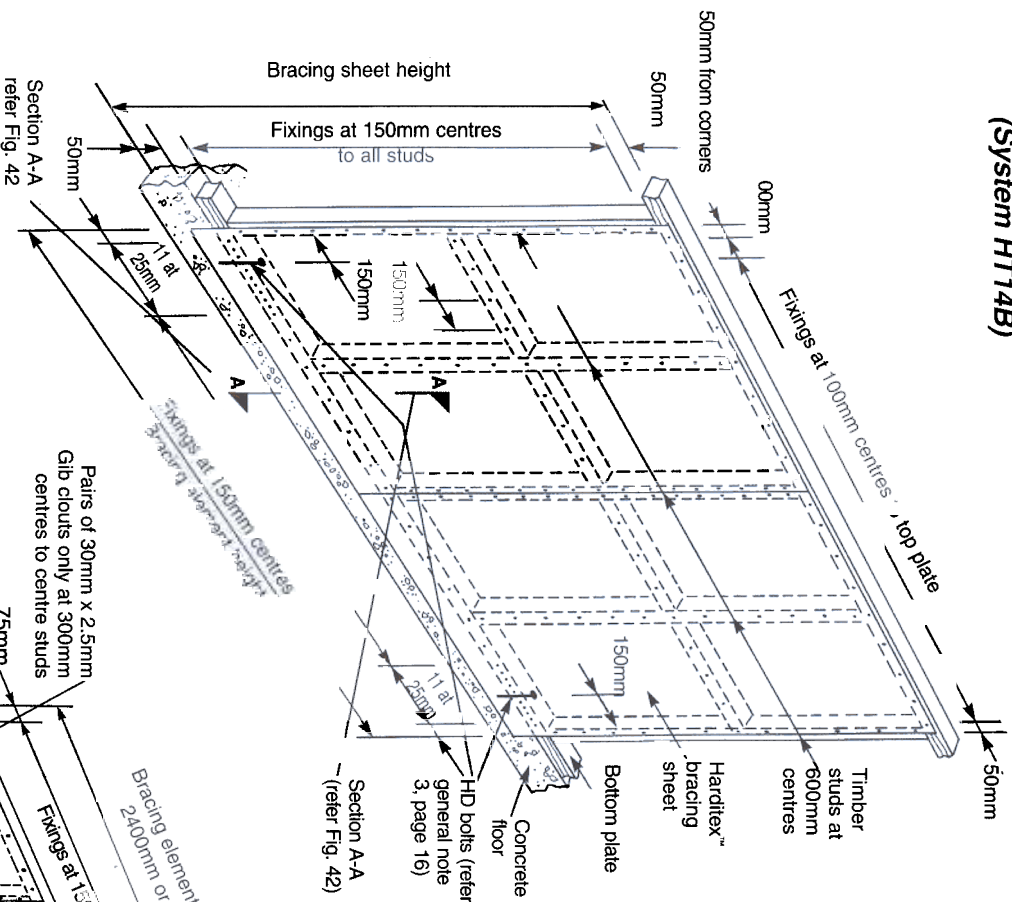 (System HT14B)
50mm from corners
50mm
00mm
Fixings at 100mm centres
top plate
50mm
Bracing sheet height
Fixings at 150mm centres
to all studs
150mm
150mm
150mm
A
A
50mm
11 at
25mm
11 at
25mm
Section A-A
refer Fig. 42
Timber
studs at
600mm
centres
Harditex™
bracing
sheet
Bottom plate
Concrete
floor
HD bolts (refer
general note
3, page 16)
Section A-A
(refer Fig. 42)
Fixings at 150mm centres
Bracing element height
Pairs of 30mm x 2.5mm
Gib clouts only at 300mm
centres to centre studs
75mm
Bracing element
2400mm or
Fixings at